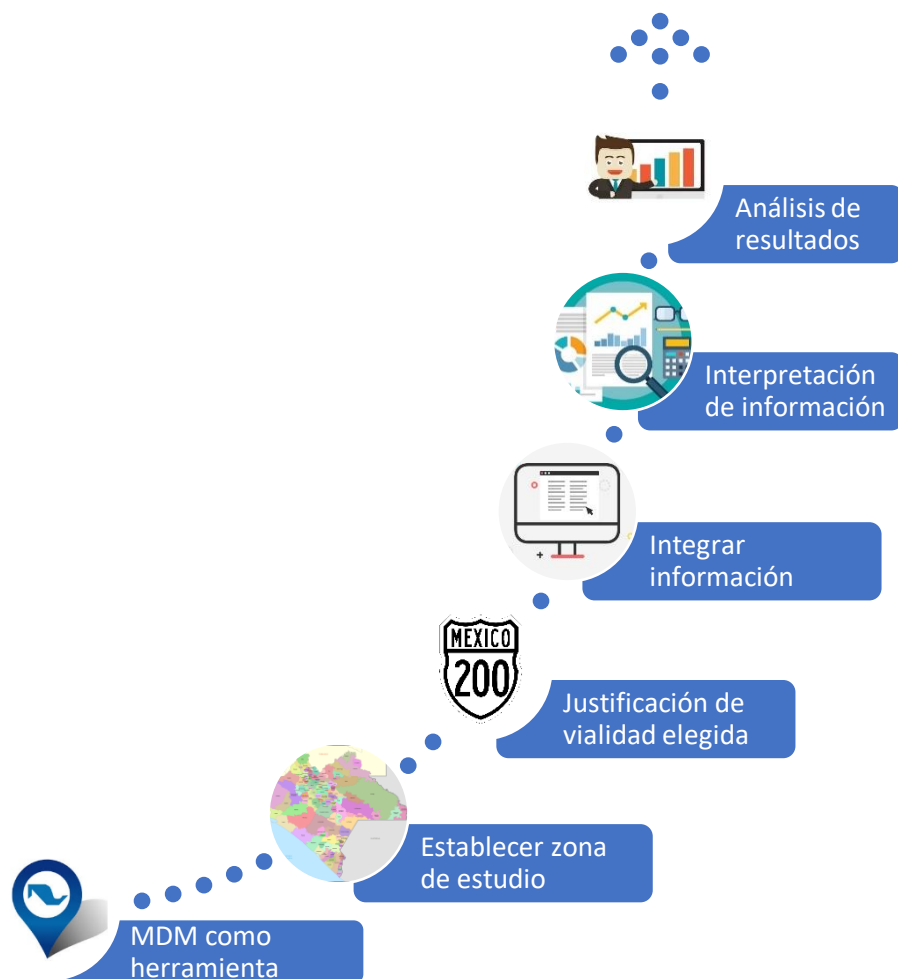 Análisis de
resultados
Interpretación
de información
Integrar
información
MEXICO
200
Justificación de
vialidad elegida
Establecer zona
de estudio
MDM como
herramienta